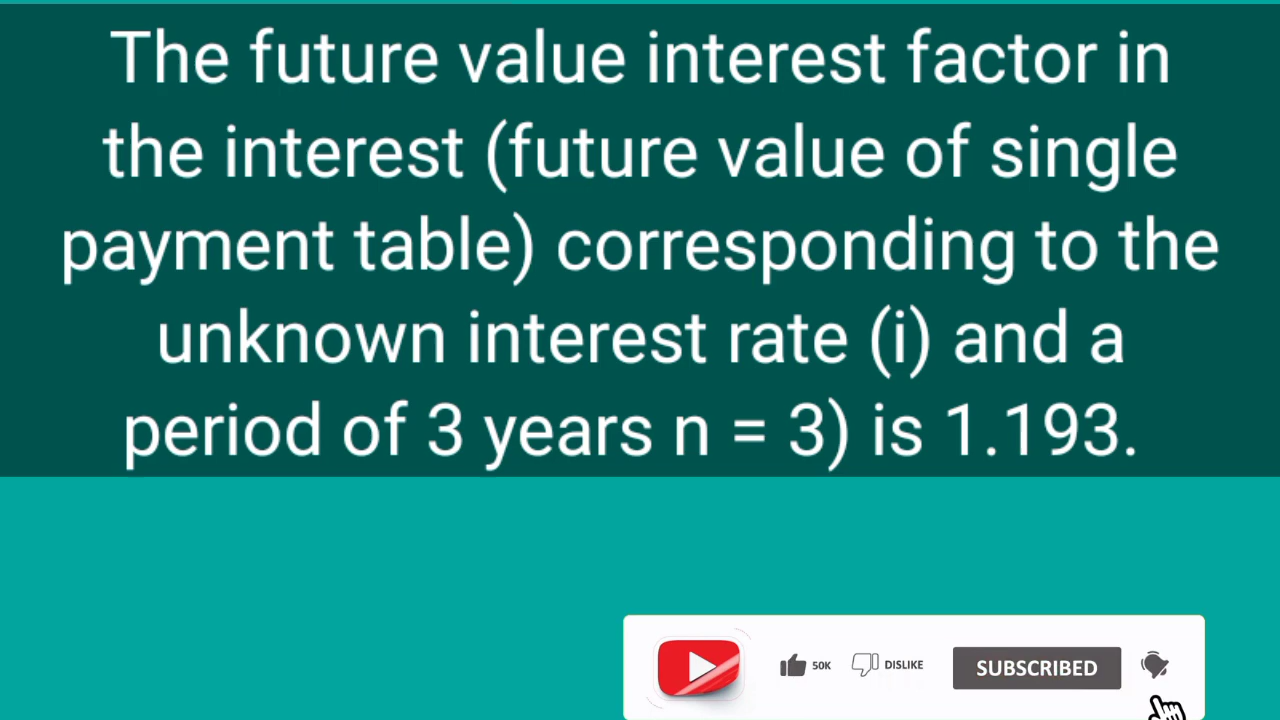 The future value interest factor in
the interest (future value of single
payment table) corresponding to the
unknown interest rate (i) and a
period of 3 years n = 3) is 1.193.
50K DISLIKE SUBSCRIBED